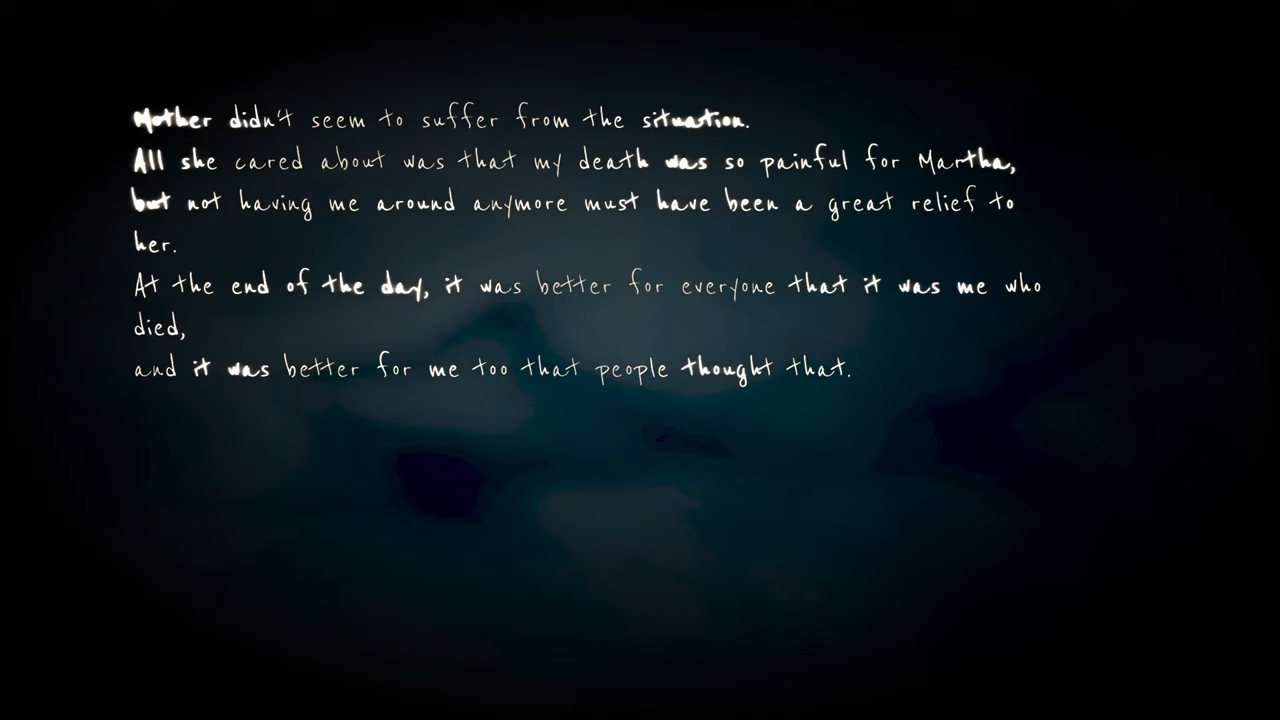 Mother didn't seem to suffer from the situation.
All she cared about was that my death was so painful for Martha,
but not having me around anymore must have been a great relief to
her.
At the end of the day, it was better for everyone that it was me who
died,
and it was better for me too that people thought that.